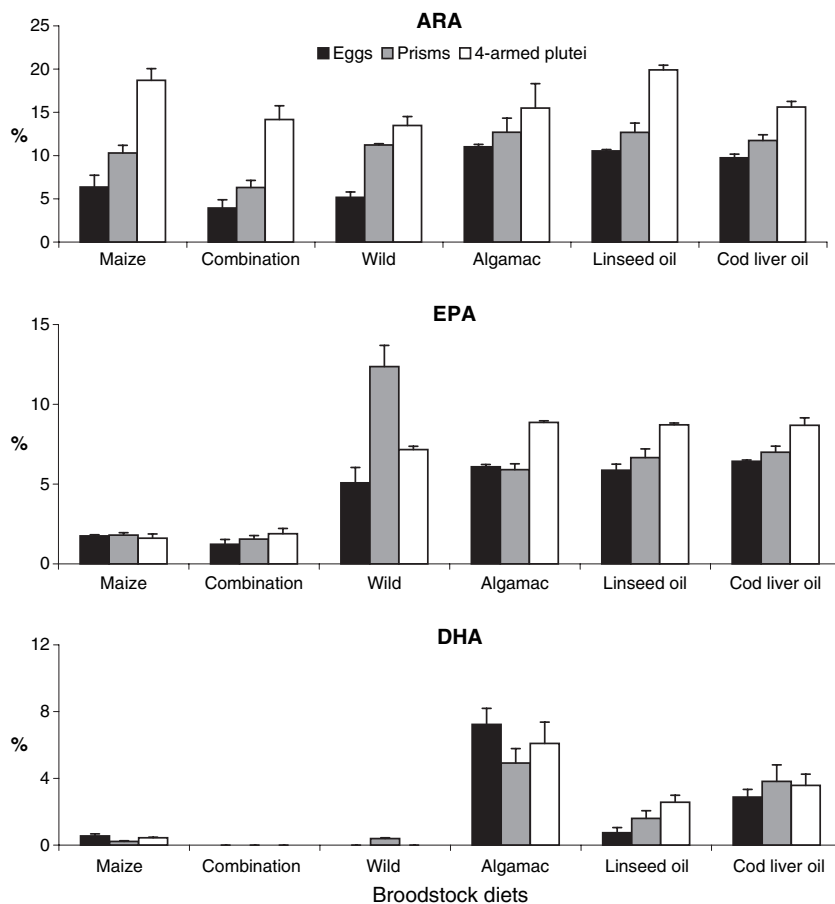 ARA
25
Eggs Prisms 4-armed plutei
20
15
%
10
5
0
Maize Combination Wild Algamac Linseed oil Cod liver oil
EPA
15
10
%
5
0
Maize Combination Wild Algamac Linseed oil Cod liver oil
DHA
12
8
%
4
0
Maize Combination Wild Algamac Linseed oil Cod liver oil
Broodstock diets